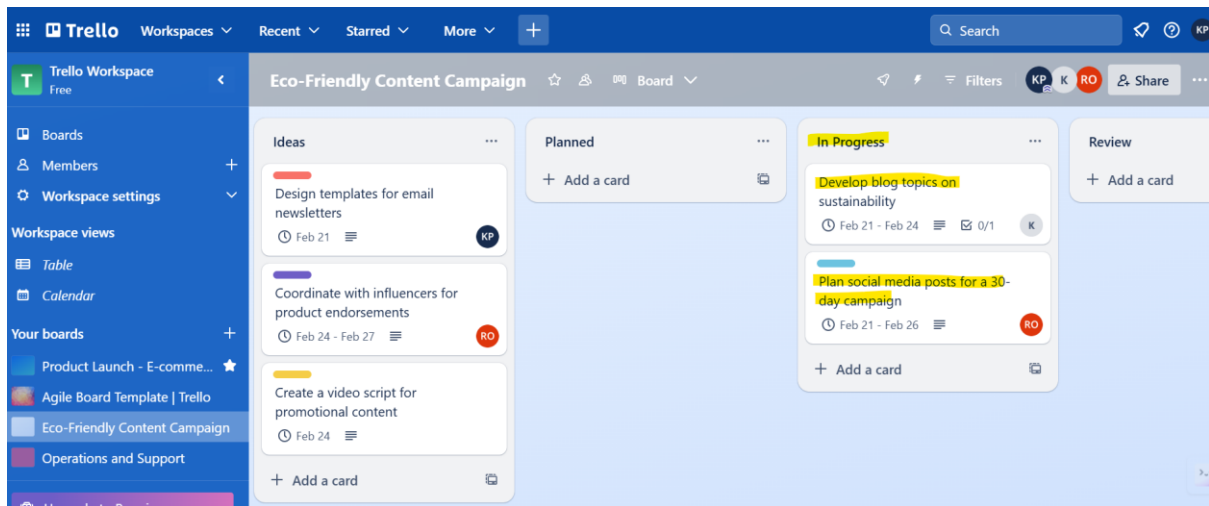 Trello Workspaces Recent Starred More + Search KP
T Trello Workspace
Free
Eco-Friendly Content Campaign Board Filters KP K RO Share
Boards
Members
Workspace settings
Workspace views
Table
Calendar
Your boards
Product Launch - E-comme...
Agile Board Template | Trello
Eco-Friendly Content Campaign
Operations and Support
Ideas
Design templates for email
newsletters
Feb 21 KP
Coordinate with influencers for
product endorsements
Feb 24 - Feb 27 RO
Create a video script for
promotional content
Feb 24
+ Add a card
Planned
+ Add a card
In Progress
Develop blog topics on
sustainability
Feb 21 - Feb 24 0/1 K
Plan social media posts for a 30-
day campaign
Feb 21 - Feb 26 RO
+ Add a card
Review
+ Add a card